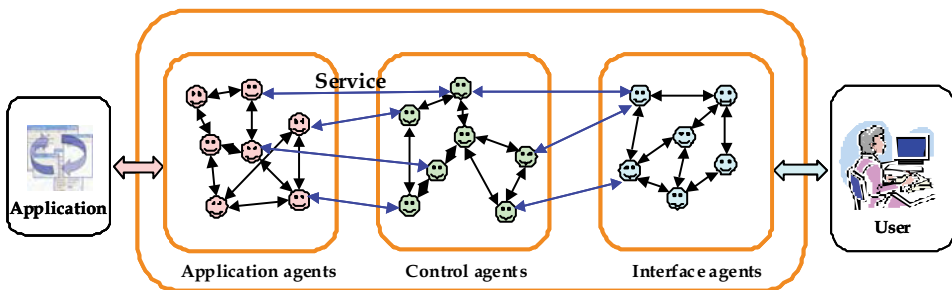 Service
Application
User
Application agents
Control agents
Interface agents